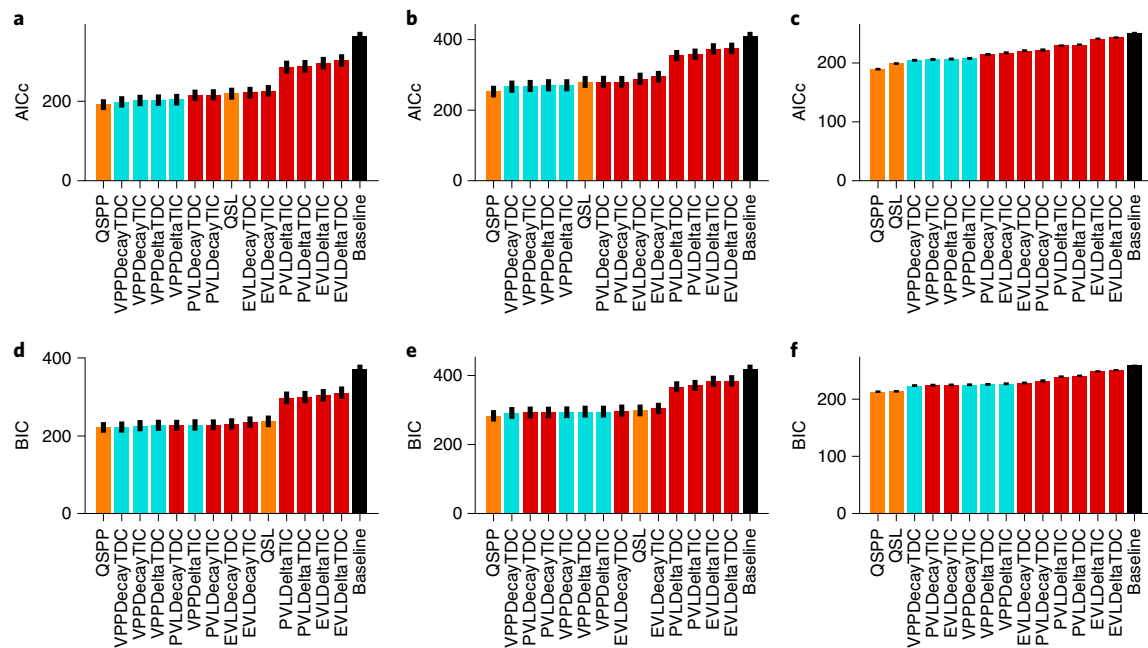 a
AICc
200
0
QSPP
VPPDecayTDC
VPPDecayTIC
VPPDeltaTDC
VPPDeltaTIC
PVLDecayTDC
PVLDecayTIC
QSL
EVLDecayTDC
EVLDecayTIC
PVLDeltaTIC
PVLDeltaTDC
EVLDeltaTIC
EVLDeltaTDC
Baseline
b
AICc
400
200
0
QSPP
VPPDecayTDC
VPPDecayTIC
VPPDeltaTDC
VPPDeltaTIC
QSL
PVLDecayTDC
PVLDecayTIC
EVLDecayTDC
EVLDecayTIC
PVLDeltaTDC
PVLDeltaTIC
EVLDeltaTIC
EVLDeltaTDC
Baseline
c
AICc
200
100
0
QSPP
QSL
VPPDecayTDC
VPPDecayTIC
VPPDeltaTDC
VPPDeltaTIC
PVLDecayTIC
EVLDecayTIC
EVLDecayTDC
PVLDecayTDC
PVLDeltaTIC
PVLDeltaTDC
EVLDeltaTIC
EVLDeltaTDC
Baseline
d
BIC
400
200
0
QSPP
VPPDecayTDC
VPPDecayTIC
VPPDeltaTDC
PVLDecayTDC
VPPDeltaTIC
PVLDecayTIC
EVLDecayTDC
EVLDecayTIC
QSL
PVLDeltaTIC
PVLDeltaTDC
EVLDeltaTIC
EVLDeltaTDC
Baseline
e
BIC
400
200
0
QSPP
VPPDecayTDC
PVLDecayTDC
PVLDecayTIC
VPPDecayTIC
VPPDeltaTDC
VPPDeltaTIC
EVLDecayTDC
QSL
EVLDecayTIC
PVLDeltaTDC
PVLDeltaTIC
EVLDeltaTIC
EVLDeltaTDC
Baseline
f
BIC
200
100
0
QSPP
QSL
VPPDecayTDC
PVLDecayTIC
EVLDecayTIC
VPPDecayTIC
VPPDeltaTDC
VPPDeltaTIC
EVLDecayTDC
PVLDecayTDC
PVLDeltaTIC
PVLDeltaTDC
EVLDeltaTIC
EVLDeltaTDC
Baseline